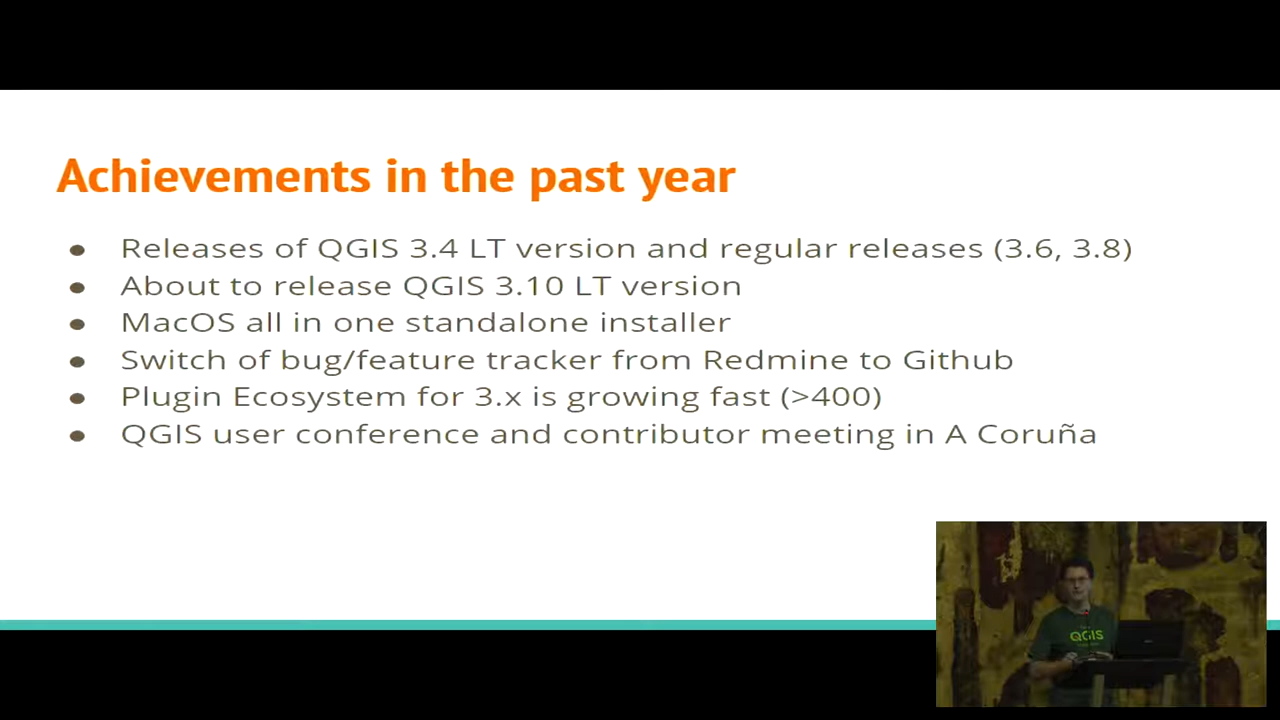 Achievements in the past year
● Releases of QGIS 3.4 LT version and regular releases (3.6, 3.8)
● About to release QGIS 3.10 LT version
● MacOS all in one standalone installer
● Switch of bug/feature tracker from Redmine to Github
● Plugin Ecosystem for 3.x is growing fast (>400)
● QGIS user conference and contributor meeting in A Coruña
QGIS